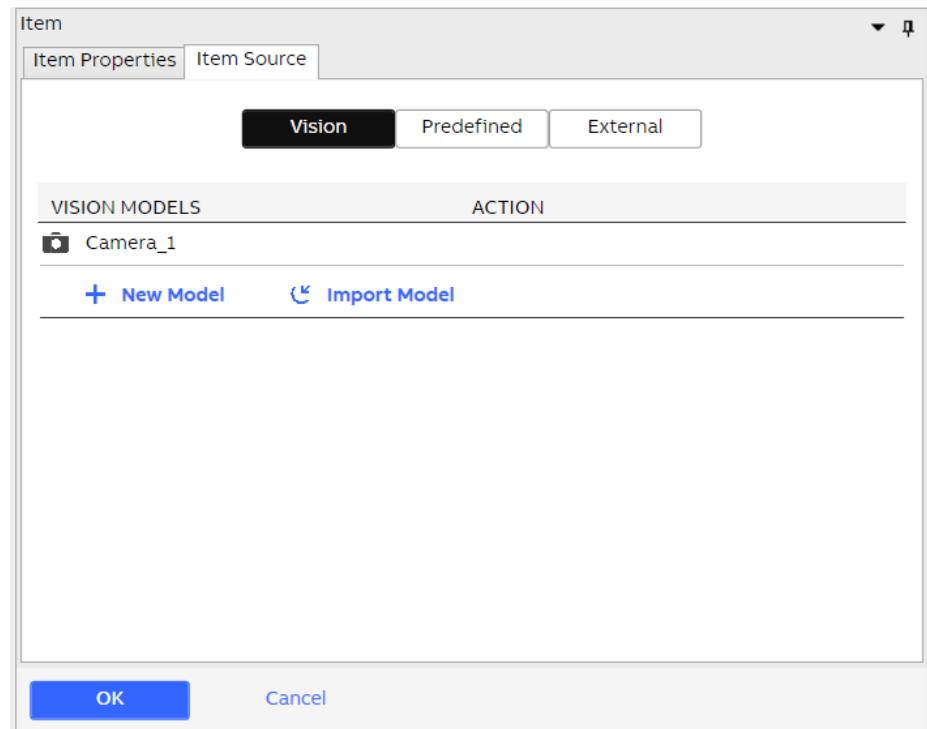 Item
Item Properties Item Source
Vision Predefined External
VISION MODELS ACTION
Camera_1
New Model Import Model
OK Cancel